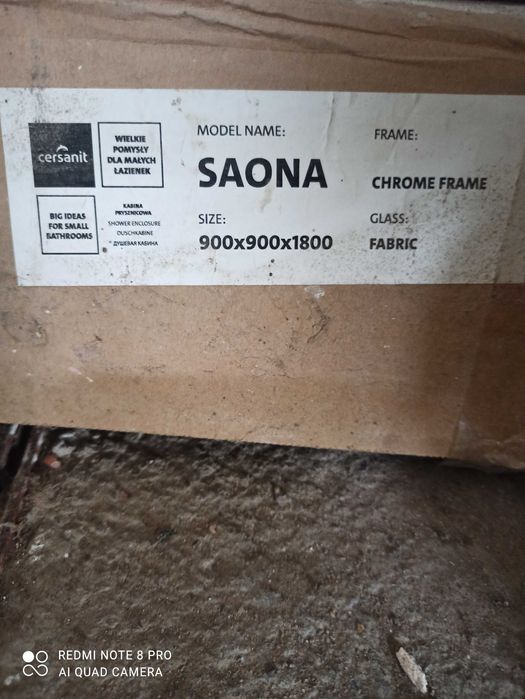 cersanit
WIELKIE
POMYSŁY
DLA MAŁYCH
ŁAZIENEK
BIG IDEAS
FOR SMALL
BATHROOMS
KABINA
PRYSZNICOWA
SHOWER ENCLOSURE
DUSCHKABINE
ДУШЕВАЯ КАБИНА
MODEL NAME:
SAONA
SIZE:
900x900x1800
FRAME:
CHROME FRAME
GLASS:
FABRIC
REDMI NOTE 8 PRO
AI QUAD CAMERA